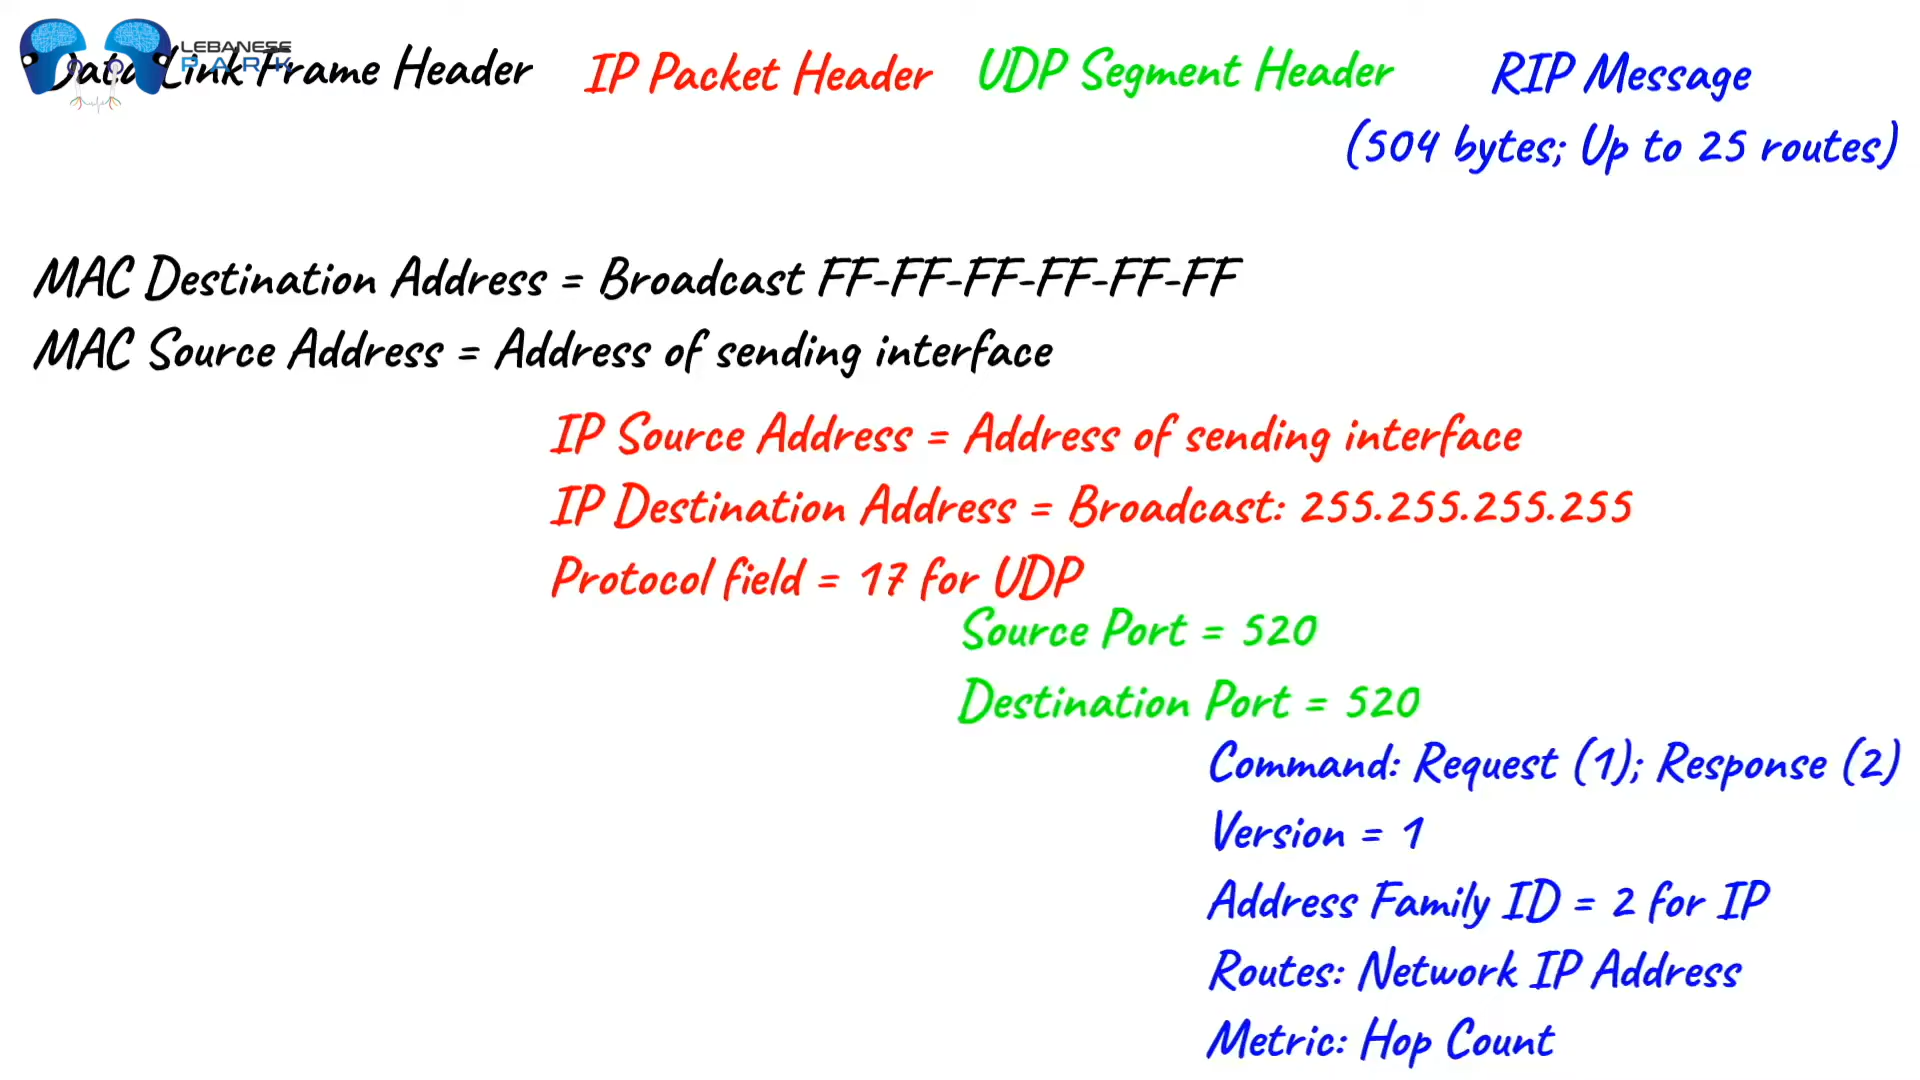 LEBANESE
PARK
Data Link Frame Header
IP Packet Header
UDP Segment Header
RIP Message
(504 bytes; Up to 25 routes)
MAC Destination Address = Broadcast FF-FF-FF-FF-FF-FF
MAC Source Address = Address of sending interface
IP Source Address = Address of sending interface
IP Destination Address = Broadcast: 255.255.255.255
Protocol field = 17 for UDP
Source Port = 520
Destination Port = 520
Command: Request (1); Response (2)
Version = 1
Address Family ID = 2 for IP
Routes: Network IP Address
Metric: Hop Count